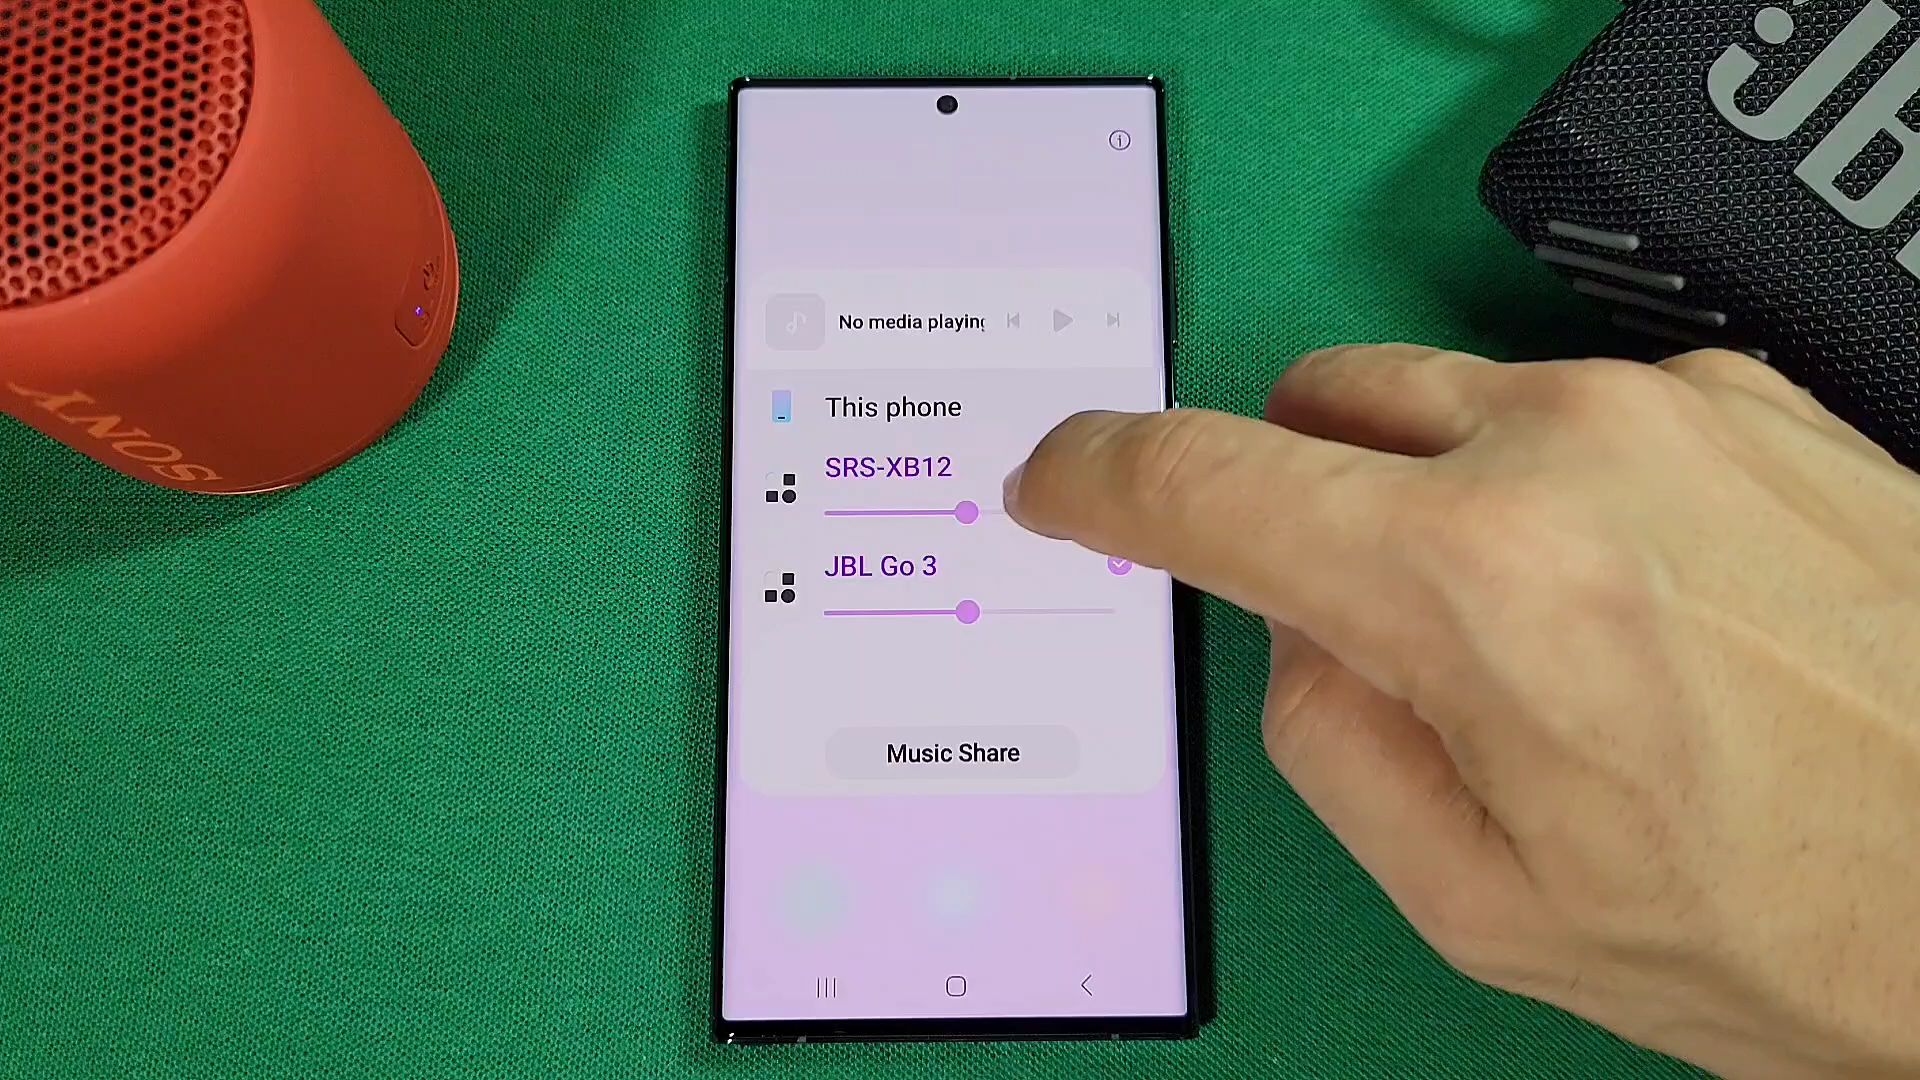 SONY
JBL
No media playing
This phone
SRS-XB12
JBL Go 3
Music Share